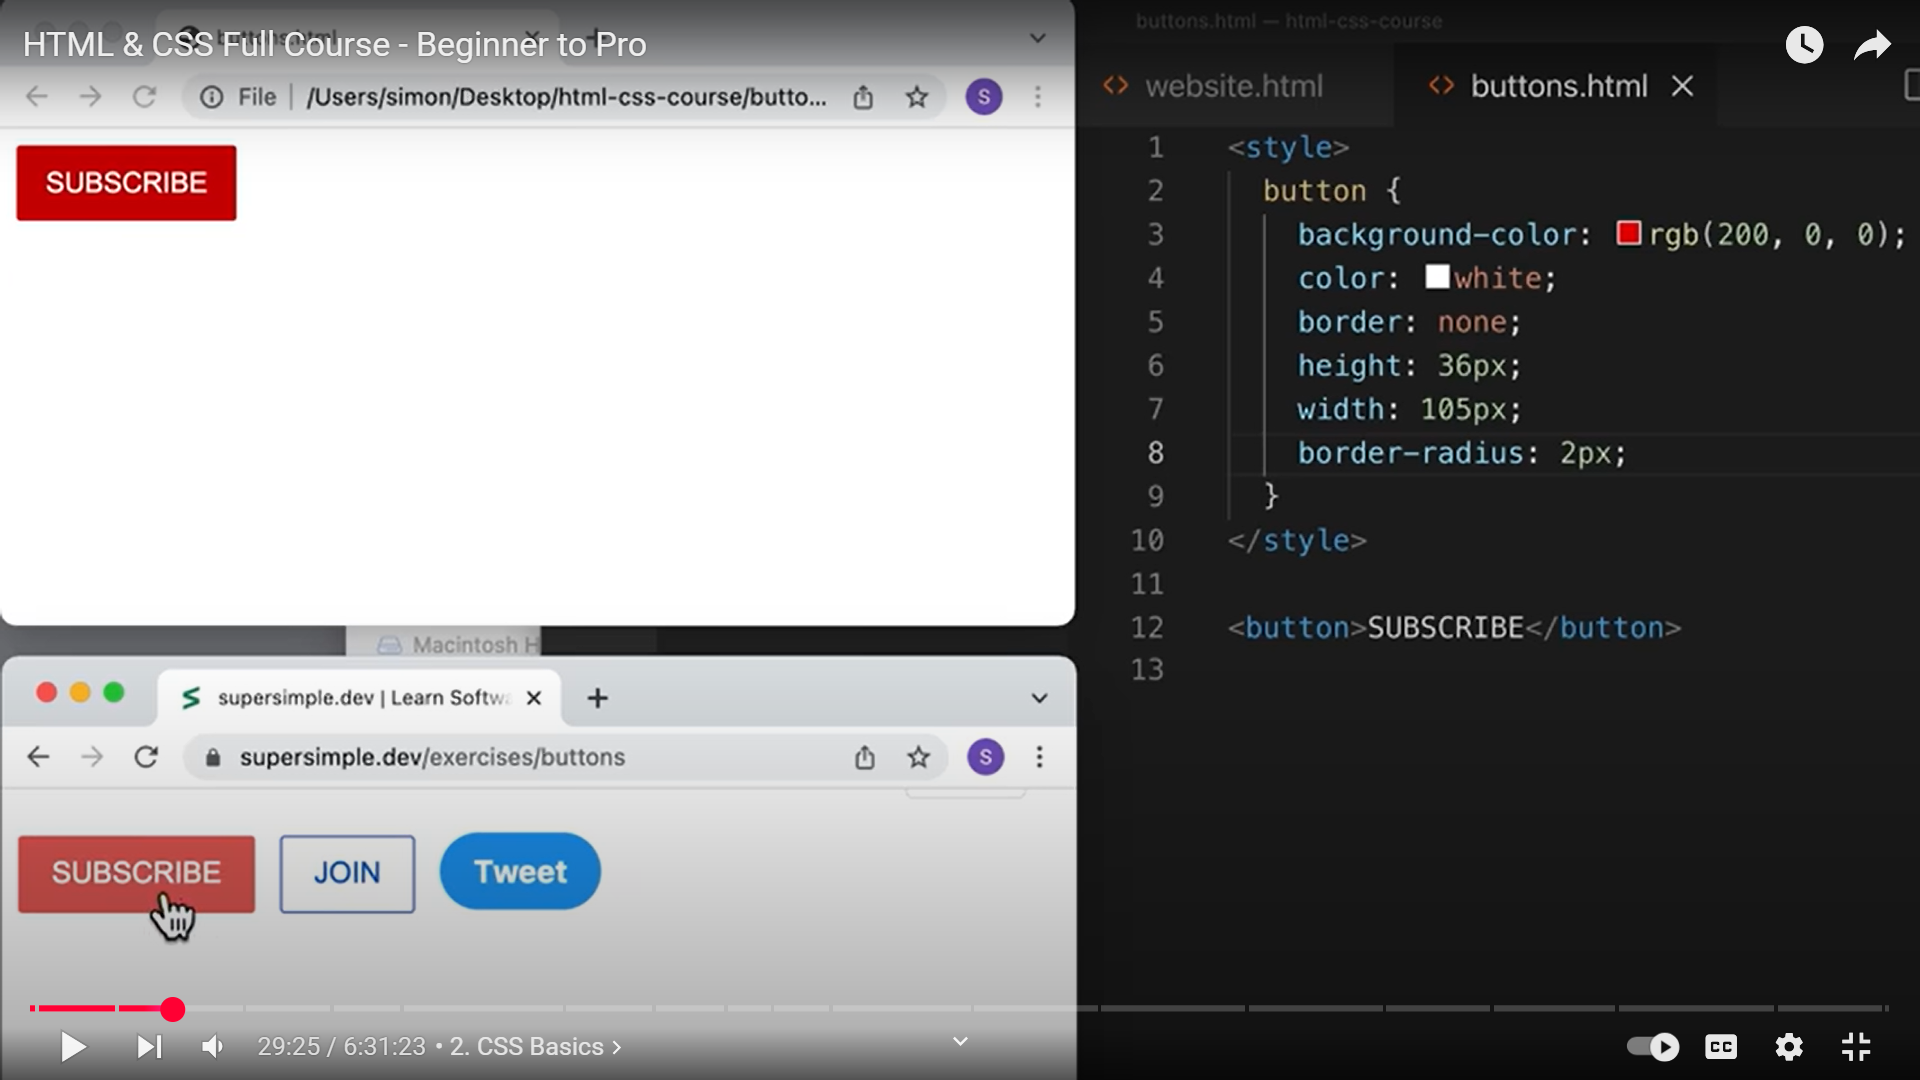 HTML & CSS Full Course - Beginner to Pro
File
/Users/simon/Desktop/html-css-course/butto...
S
SUBSCRIBE
buttons.html — html-css-course
website.html
buttons.html
1 <style>
2 button {
3 background-color: rgb(200, 0, 0);
4 color: white;
5 border: none;
6 height: 36px;
7 width: 105px;
8 border-radius: 2px;
9 }
10 </style>
11
12 <button>SUBSCRIBE</button>
13
Macintosh H
supersimple.dev | Learn Softw
supersimple.dev/exercises/buttons
S
SUBSCRIBE
JOIN
Tweet
29:25 / 6:31:23 • 2. CSS Basics
CC